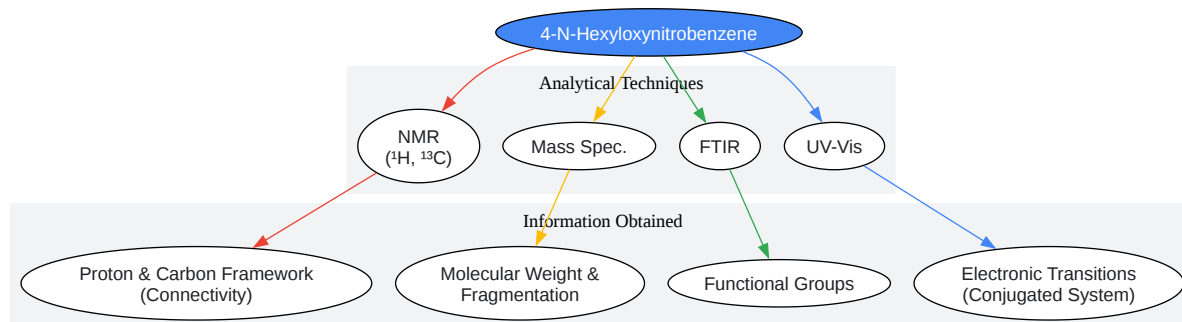 4-N-Hexyloxynitrobenzene
Analytical Techniques
NMR
(¹H, ¹³C)
Mass Spec.
FTIR
UV-Vis
Information Obtained
Proton & Carbon Framework
(Connectivity)
Molecular Weight &
Fragmentation
Functional Groups
Electronic Transitions
(Conjugated System)